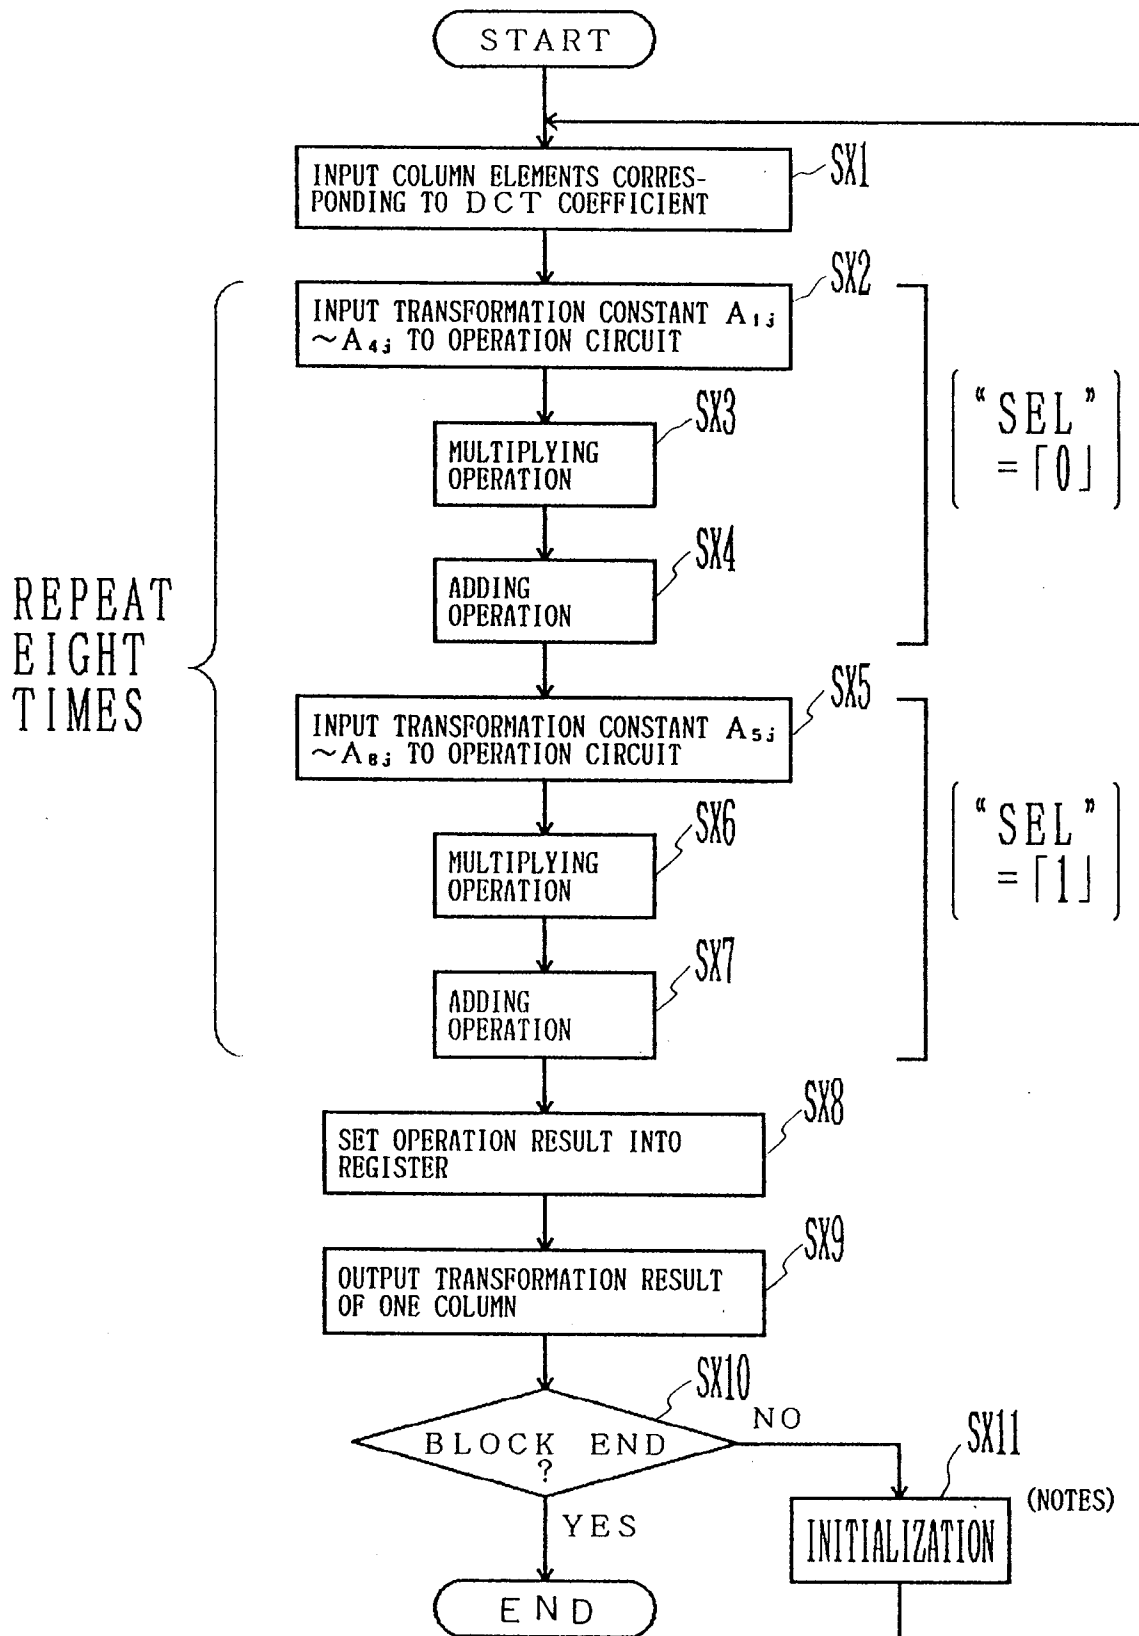 START
INPUT COLUMN ELEMENTS CORRES-
PONDING TO DCT COEFFICIENT
SX1
INPUT TRANSFORMATION CONSTANT A1j
~A4j TO OPERATION CIRCUIT
SX2
MULTIPLYING
OPERATION
SX3
"SEL"
=「0」
ADDING
OPERATION
SX4
REPEAT
EIGHT
TIMES
INPUT TRANSFORMATION CONSTANT A5j
~A8j TO OPERATION CIRCUIT
SX5
MULTIPLYING
OPERATION
SX6
"SEL"
=「1」
ADDING
OPERATION
SX7
SET OPERATION RESULT INTO
REGISTER
SX8
OUTPUT TRANSFORMATION RESULT
OF ONE COLUMN
SX9
BLOCK END
?
SX10
NO
YES
SX11
(NOTES)
INITIALIZATION
END